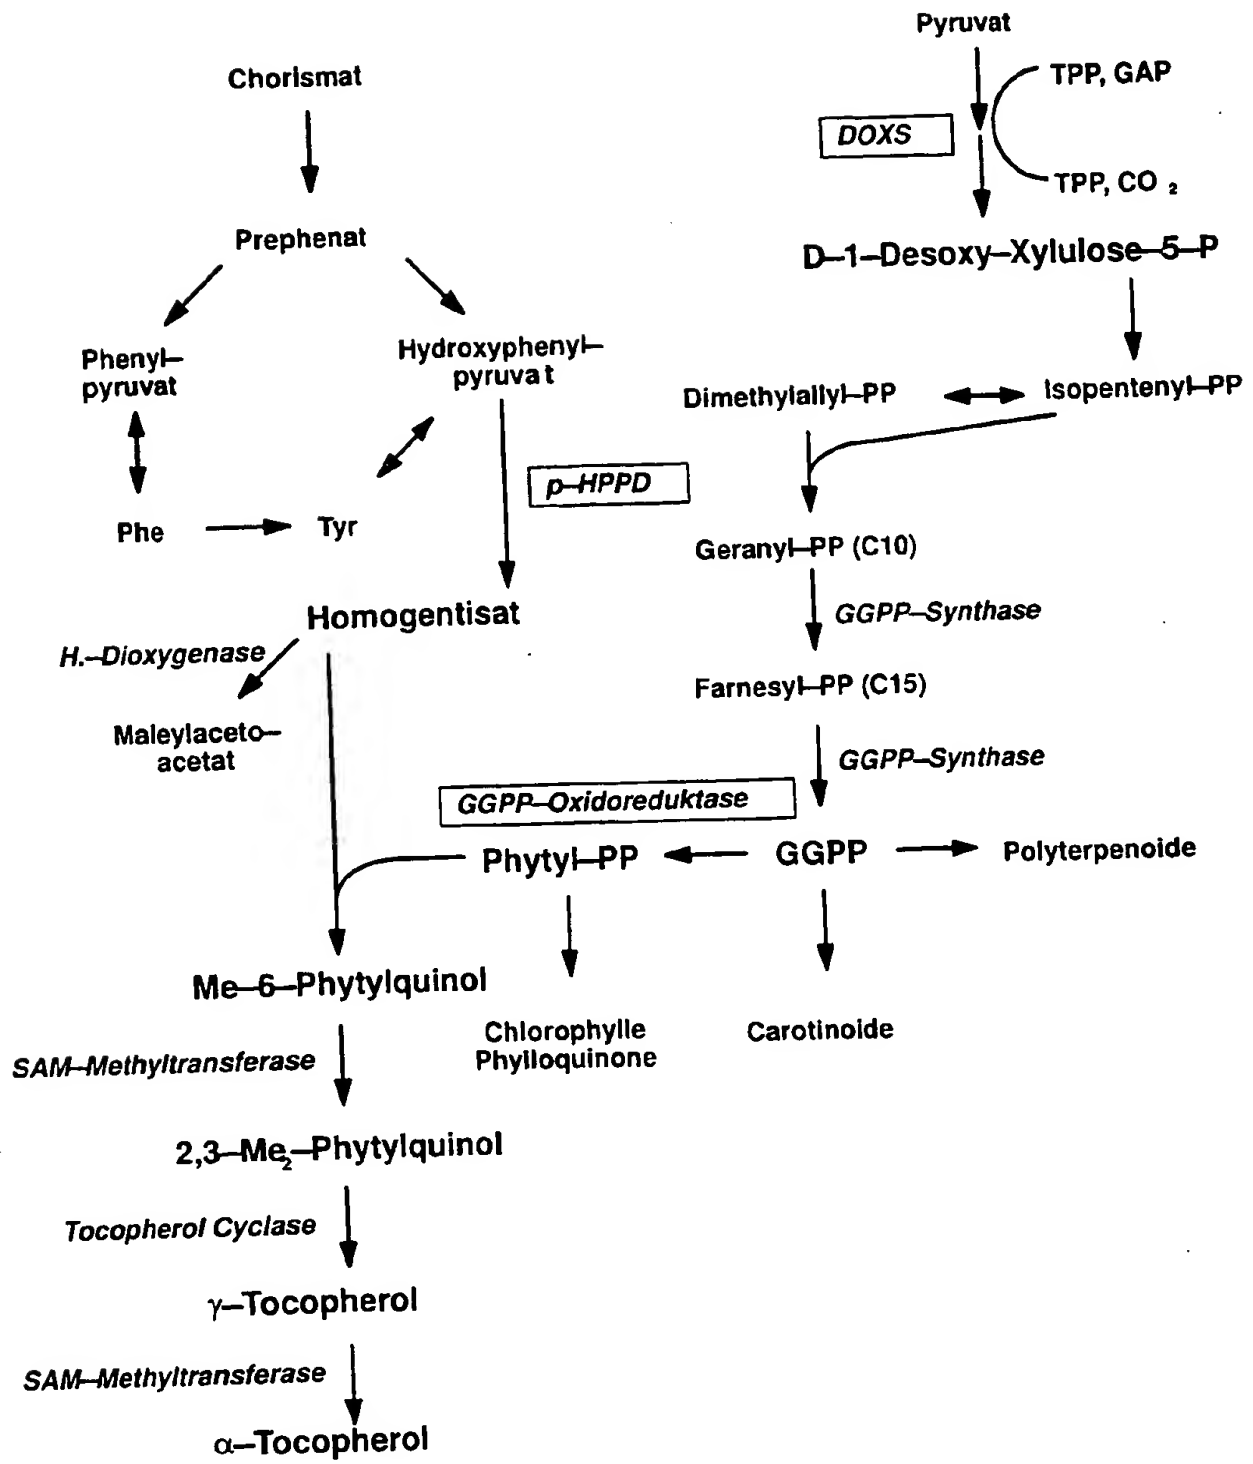 Pyruvat
Chorismat
TPP, GAP
DOXS
TPP, CO 2
Prephenat
D-1-Desoxy-Xylulose-5-P
Phenyl-
pyruvat
Hydroxyphenyl-
pyruvat
Dimethylallyl-PP
Isopentenyl-PP
p-HPPD
Phe
Tyr
Geranyl-PP (C10)
GGPP-Synthase
Homogentisat
H.-Dioxygenase
Farnesyl-PP (C15)
Maleylaceto-
acetat
GGPP-Synthase
GGPP-Oxidoreduktase
Phytyl-PP
GGPP
Polyterpenoide
Me-6-Phytylquinol
Chlorophylle
Phylloquinone
Carotinoide
SAM-Methyltransferase
2,3-Me2-Phytylquinol
Tocopherol Cyclase
γ-Tocopherol
SAM-Methyltransferase
α-Tocopherol